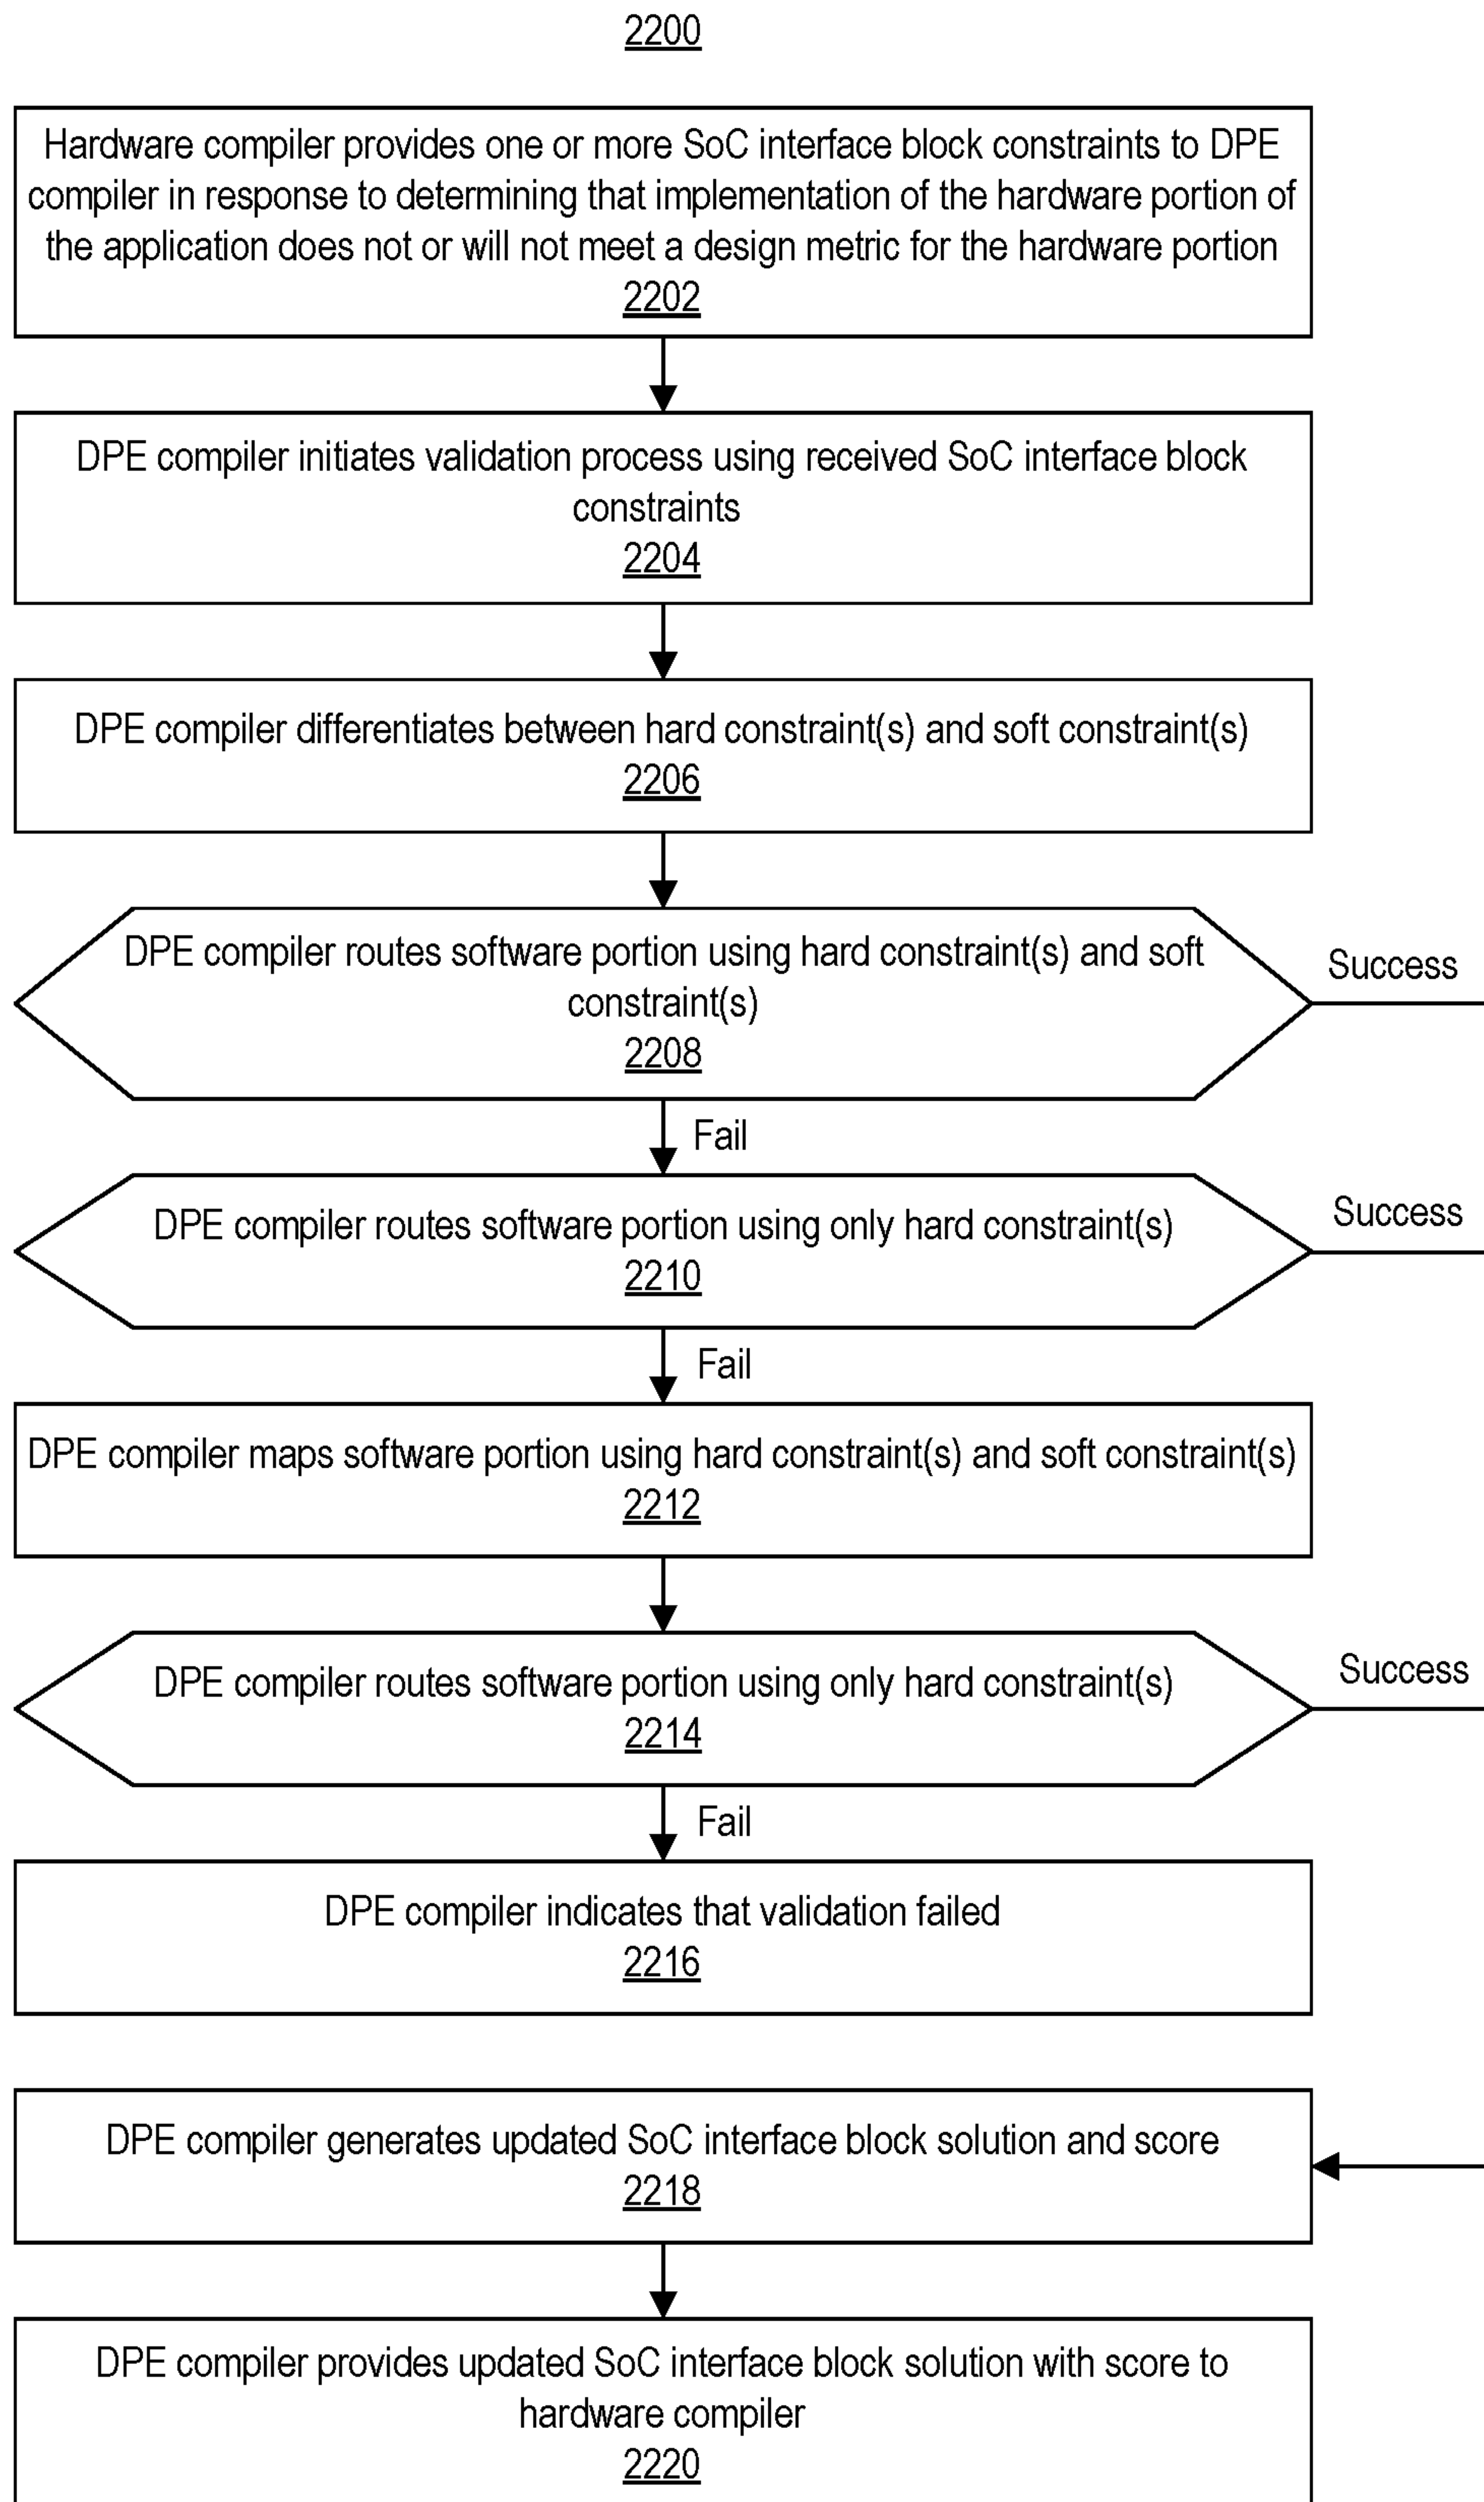 2200
Hardware compiler provides one or more SoC interface block constraints to DPE
compiler in response to determining that implementation of the hardware portion of
the application does not or will not meet a design metric for the hardware portion
2202
DPE compiler initiates validation process using received SoC interface block
constraints
2204
DPE compiler differentiates between hard constraint(s) and soft constraint(s)
2206
DPE compiler routes software portion using hard constraint(s) and soft
constraint(s)
2208
Success
Fail
DPE compiler routes software portion using only hard constraint(s)
2210
Success
Fail
DPE compiler maps software portion using hard constraint(s) and soft constraint(s)
2212
DPE compiler routes software portion using only hard constraint(s)
2214
Success
Fail
DPE compiler indicates that validation failed
2216
DPE compiler generates updated SoC interface block solution and score
2218
DPE compiler provides updated SoC interface block solution with score to
hardware compiler
2220